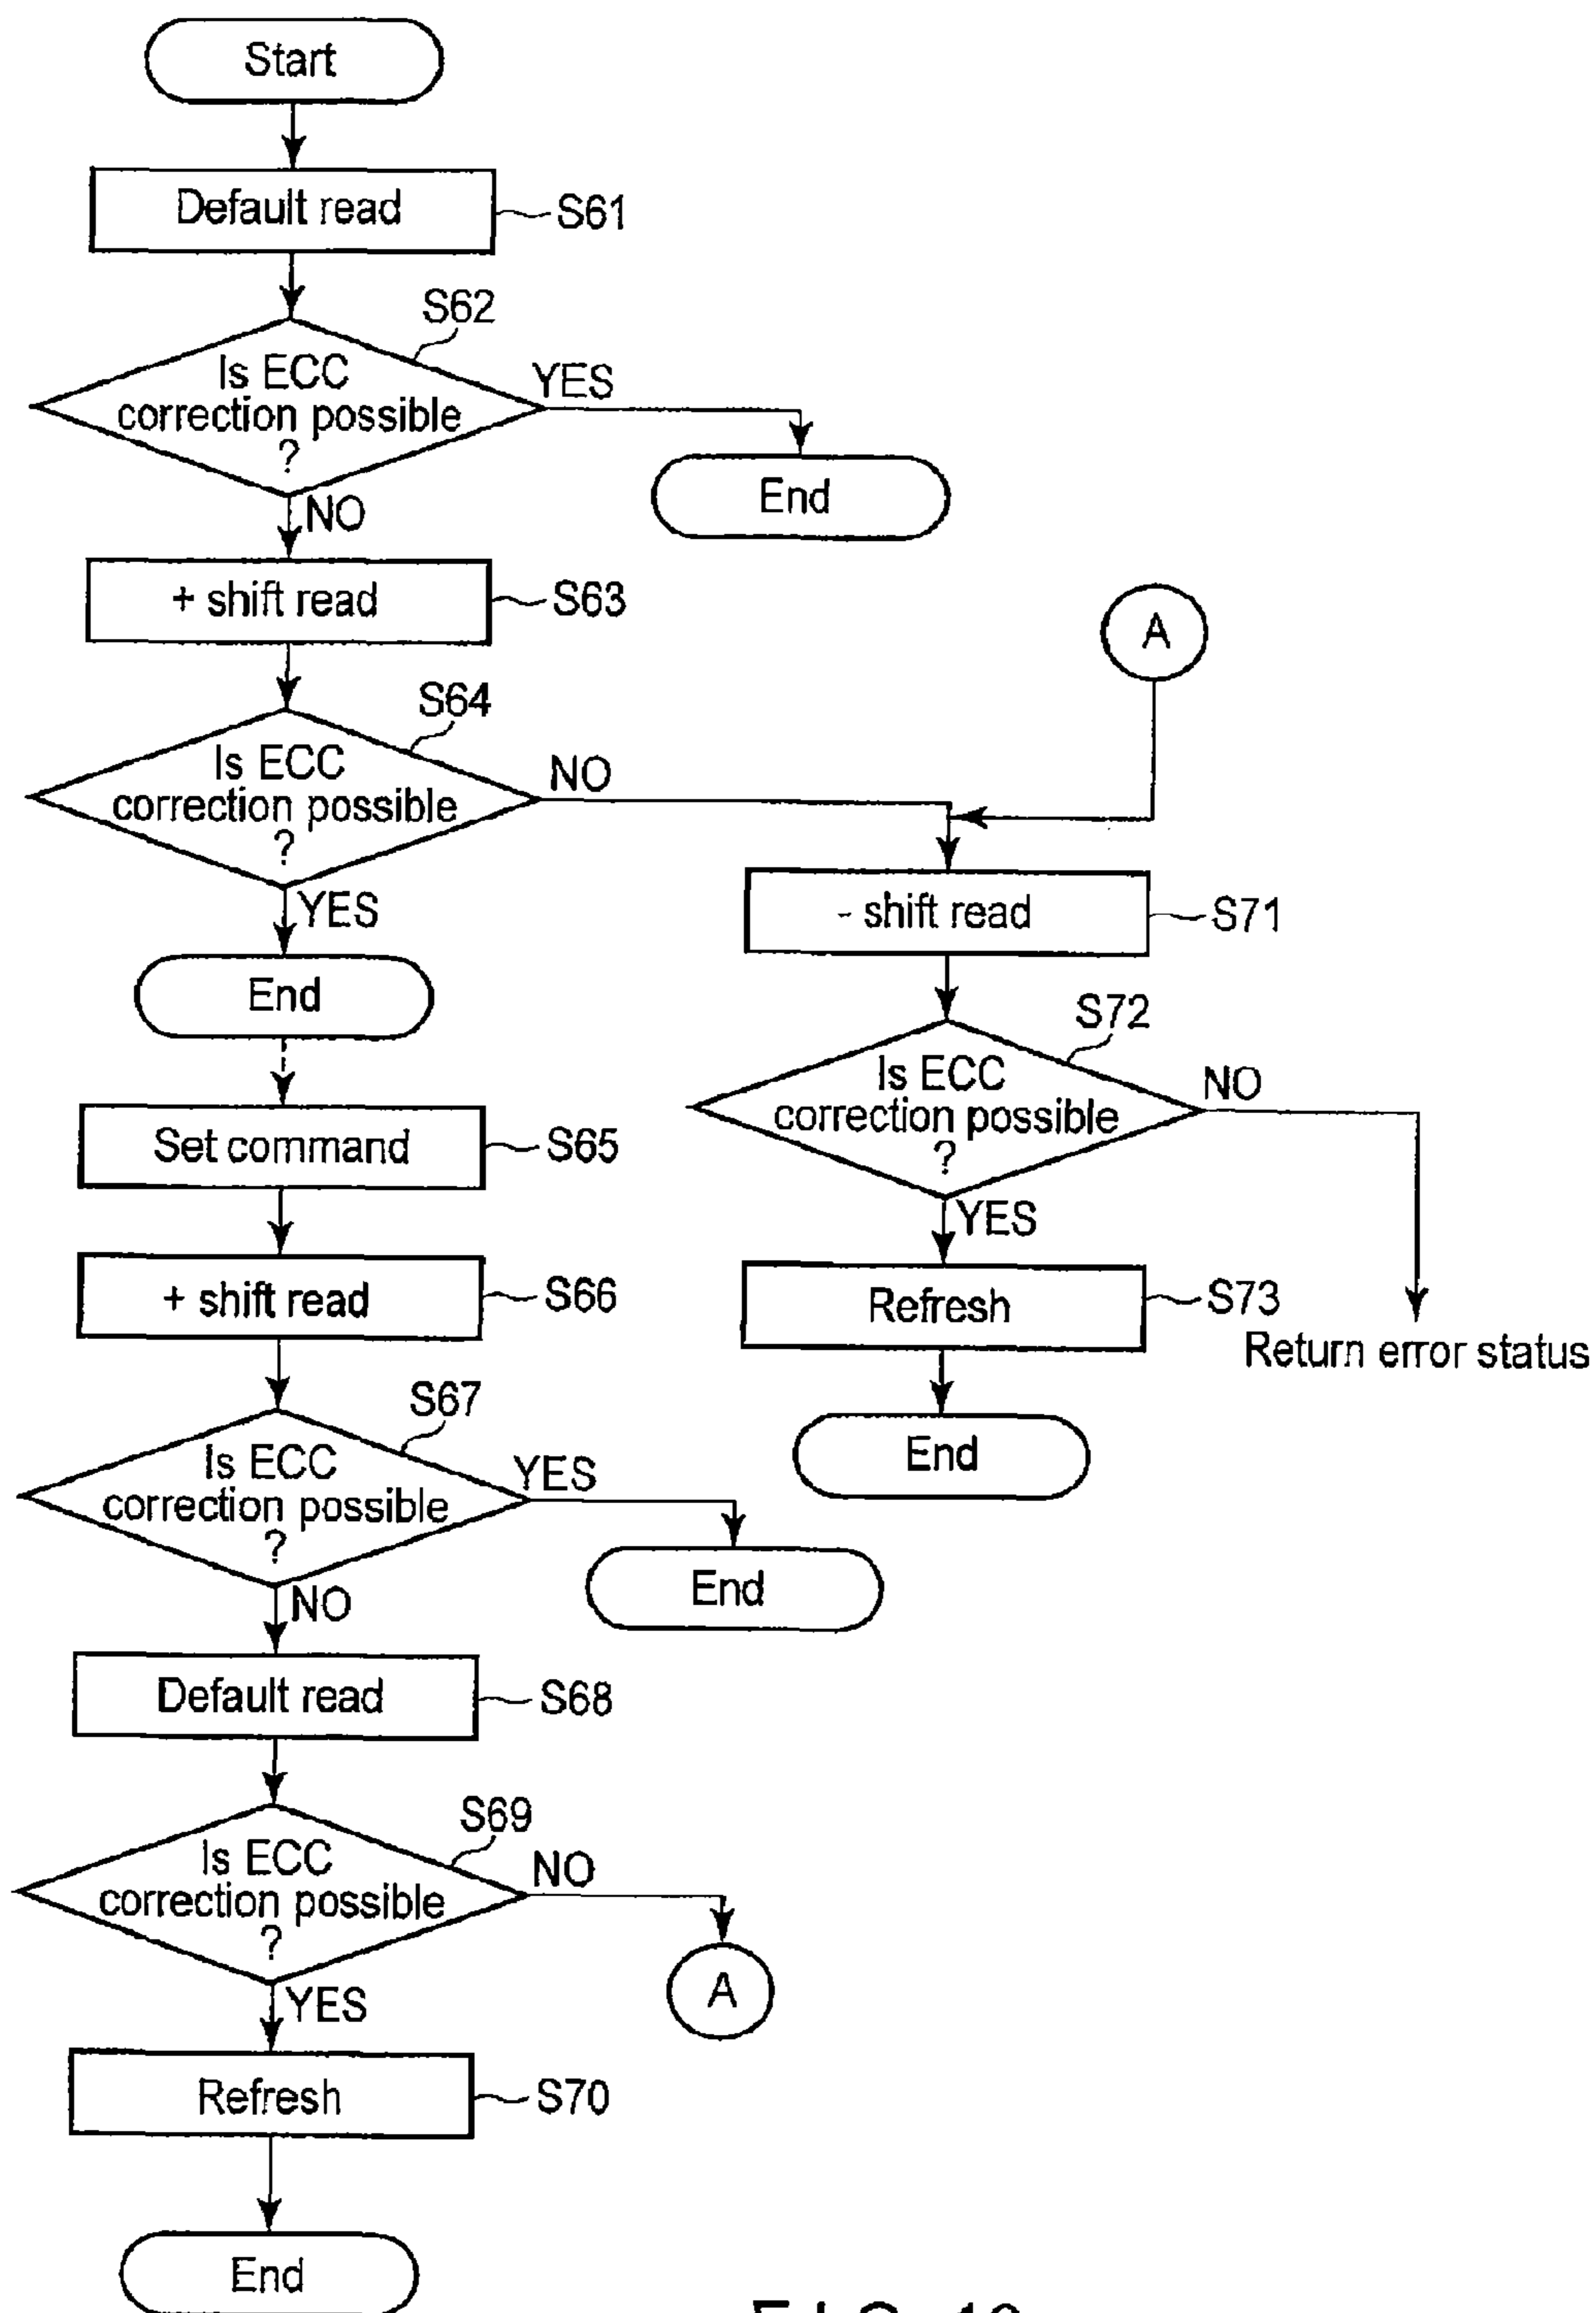 Start
Default read
S61
S62
Is ECC
correction possible
?
YES
End
NO
+ shift read
S63
A
S64
Is ECC
correction possible
?
NO
YES
- shift read
S71
End
S72
Is ECC
correction possible
?
NO
Set command
S65
YES
+ shift read
S66
Refresh
S73
Return error status
S67
Is ECC
correction possible
?
YES
End
End
NO
Default read
S68
S69
Is ECC
correction possible
?
NO
A
YES
Refresh
S70
End